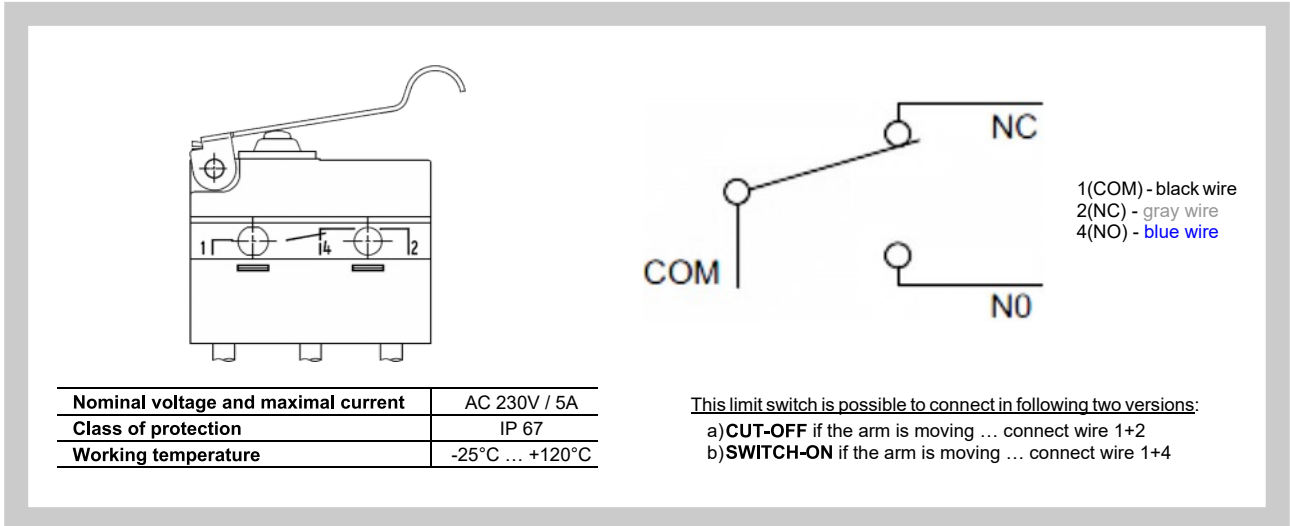 1 4 2
NC
COM
N0
1(COM) - black wire
2(NC) - gray wire
4(NO) - blue wire
Nominal voltage and maximal current AC 230V / 5A
Class of protection IP 67
Working temperature -25°C … +120°C
This limit switch is possible to connect in following two versions:
a) CUT-OFF if the arm is moving … connect wire 1+2
b) SWITCH-ON if the arm is moving … connect wire 1+4